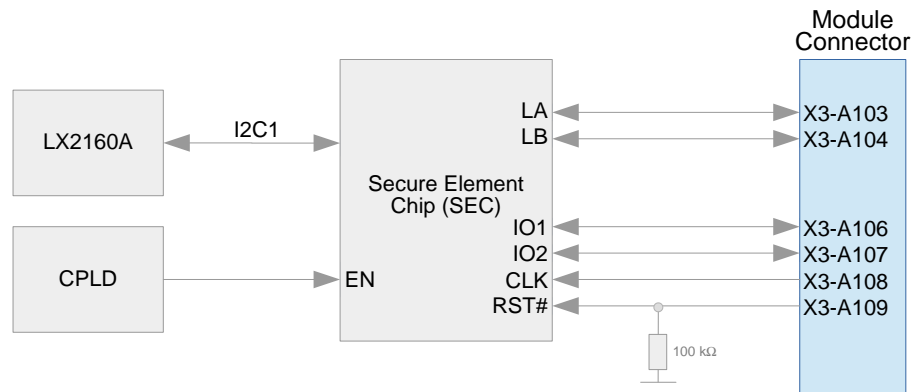 Module
Connector
LX2160A
I2C1
CPLD
Secure Element
Chip (SEC)
EN
LA
LB
IO1
IO2
CLK
RST#
X3-A103
X3-A104
X3-A106
X3-A107
X3-A108
X3-A109
100 kΩ